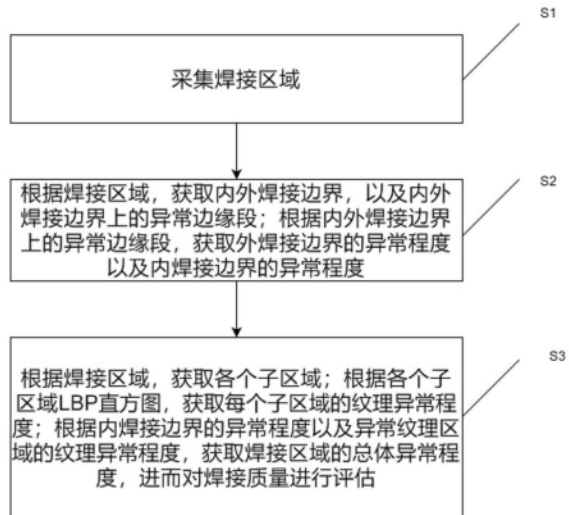 S1
采集焊接区域
S2
根据焊接区域，获取内外焊接边界，以及内外
焊接边界上的异常边缘段；根据内外焊接边界
上的异常边缘段，获取外焊接边界的异常程度
以及内焊接边界的异常程度
S3
根据焊接区域，获取各个子区域；根据各个子
区域LBP直方图，获取每个子区域的纹理异常程
度；根据内焊接边界的异常程度以及异常纹理区
域的纹理异常程度，获取焊接区域的总体异常程
度，进而对焊接质量进行评估